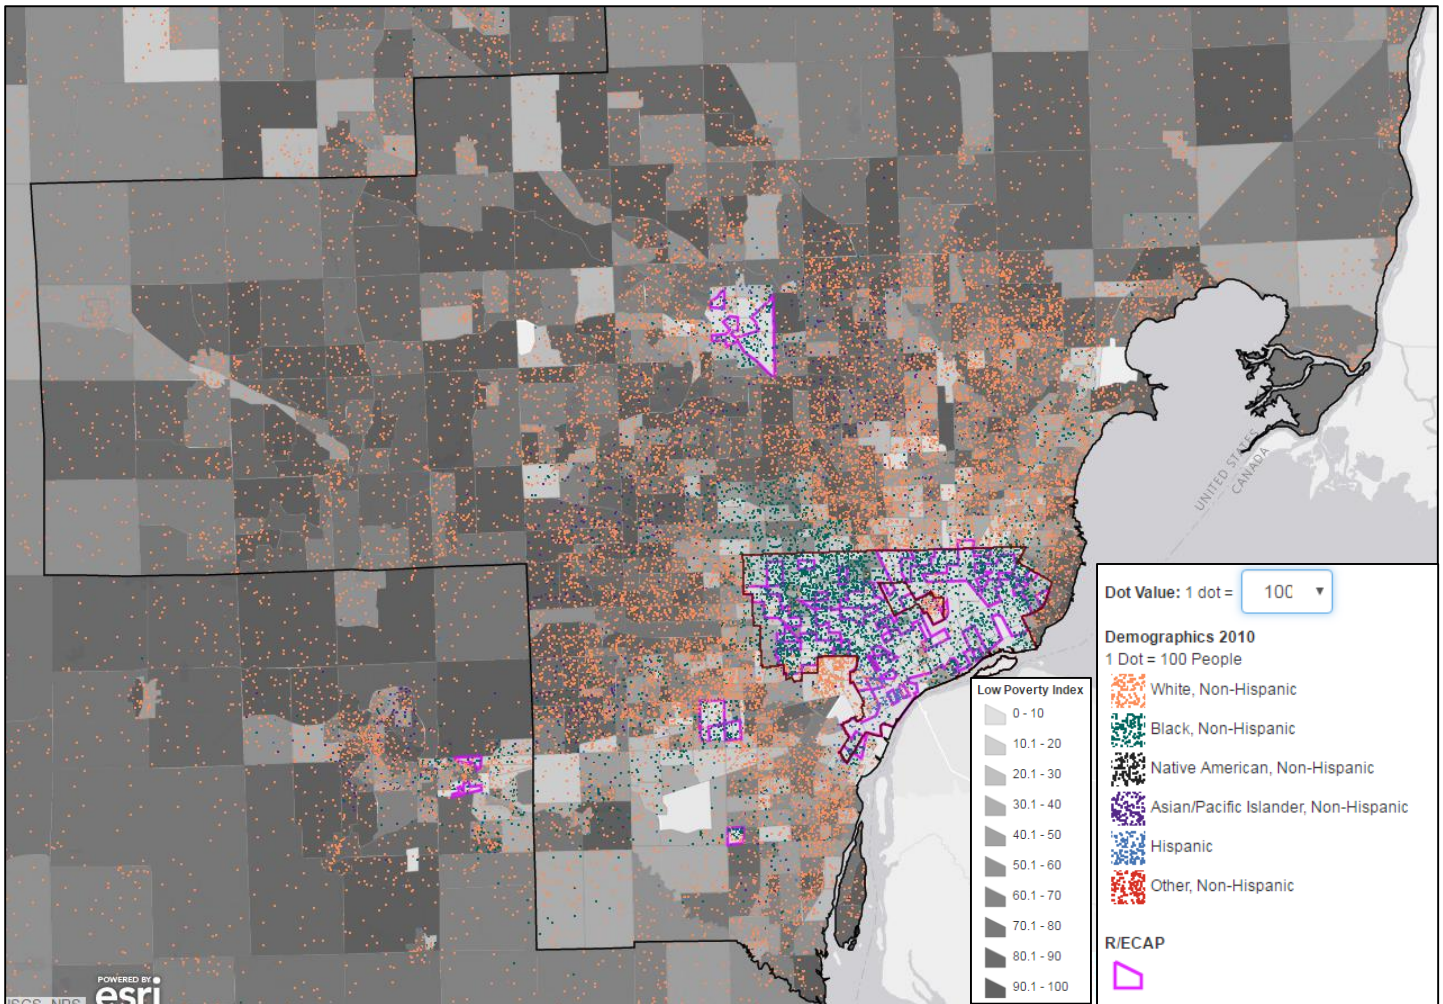 UNITED STATES
CANADA
Dot Value: 1 dot =
Demographics 2010
1 Dot = 100 People
White, Non-Hispanic
Black, Non-Hispanic
Native American, Non-Hispanic
Asian/Pacific Islander, Non-Hispanic
Hispanic
Other, Non-Hispanic
R/ECAP
Low Poverty Index
0 - 10
10.1 - 20
20.1 - 30
30.1 - 40
40.1 - 50
50.1 - 60
60.1 - 70
70.1 - 80
80.1 - 90
90.1 - 100
POWERED BY
esri